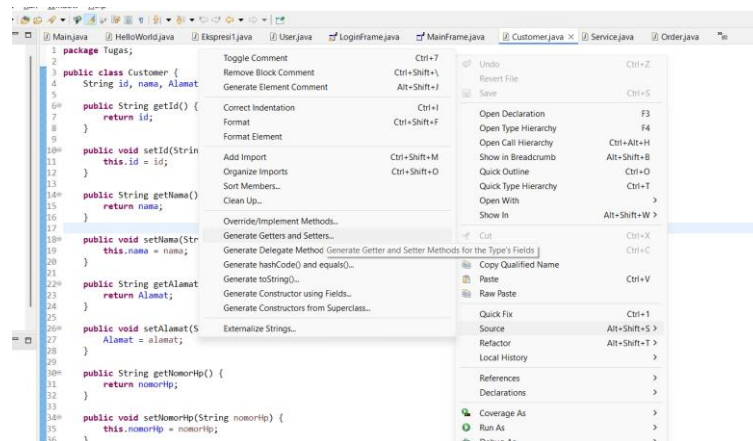 Main.java HelloWorld.java Ekspresi1.java User.java LoginFrame.java MainFrame.java Customer.java × Service.java Order.java
1 package Tugas;
2
3 public class Customer {
4 String id, nama, Alamat
5
6 public String getId() {
7 return id;
8 }
9
10 public void setId(Strin
11 this.id = id;
12 }
13
14 public String getNama()
15 return nama;
16 }
17
18 public void setNama(Str
19 this.nama = nama;
20 }
21
22 public String getAlamat
23 return Alamat;
24 }
25
26 public void setAlamat(S
27 Alamat = alamat;
28 }
29
30 public String getNomorHp() {
31 return nomorHp;
32 }
33
34 public void setNomorHp(String nomorHp) {
35 this.nomorHp = nomorHp;
36 }
Toggle Comment Ctrl+7
Remove Block Comment Ctrl+Shift+\
Generate Element Comment Alt+Shift+J
Correct Indentation Ctrl+I
Format Ctrl+Shift+F
Format Element
Add Import Ctrl+Shift+M
Organize Imports Ctrl+Shift+O
Sort Members...
Clean Up...
Override/Implement Methods...
Generate Getters and Setters...
Generate Delegate Method
Generate Getter and Setter Methods for the Type's Fields
Generate hashCode() and equals()...
Generate toString()...
Generate Constructor using Fields...
Generate Constructors from Superclass...
Externalize Strings...
Undo Ctrl+Z
Revert File
Save Ctrl+S
Open Declaration F3
Open Type Hierarchy F4
Open Call Hierarchy Ctrl+Alt+H
Show in Breadcrumb Alt+Shift+B
Quick Outline Ctrl+O
Quick Type Hierarchy Ctrl+T
Open With >
Show In Alt+Shift+W >
Cut Ctrl+X
Ctrl+C
Copy Qualified Name
Paste Ctrl+V
Raw Paste
Quick Fix Ctrl+1
Source Alt+Shift+S >
Refactor Alt+Shift+T >
Local History >
References >
Declarations >
Coverage As >
Run As >